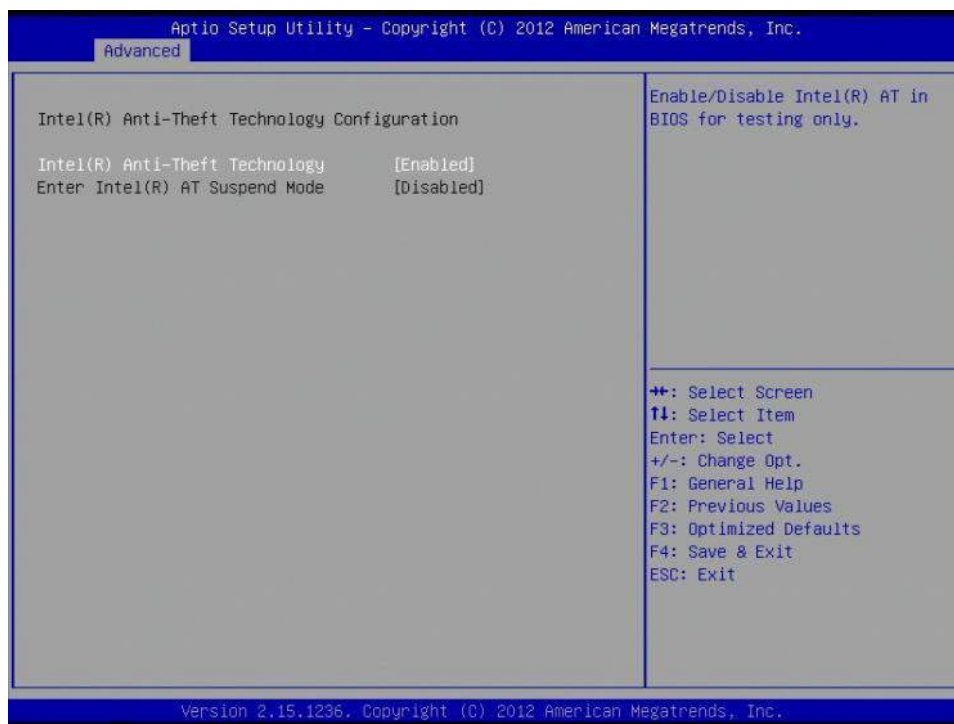 Aptio Setup Utility – Copyright (C) 2012 American Megatrends, Inc.
Advanced
Intel(R) Anti-Theft Technology Configuration
Intel(R) Anti-Theft Technology [Enabled]
Enter Intel(R) AT Suspend Mode [Disabled]
Enable/Disable Intel(R) AT in
BIOS for testing only.
→←: Select Screen
↑↓: Select Item
Enter: Select
+/-: Change Opt.
F1: General Help
F2: Previous Values
F3: Optimized Defaults
F4: Save & Exit
ESC: Exit
Version 2.15.1236. Copyright (C) 2012 American Megatrends, Inc.